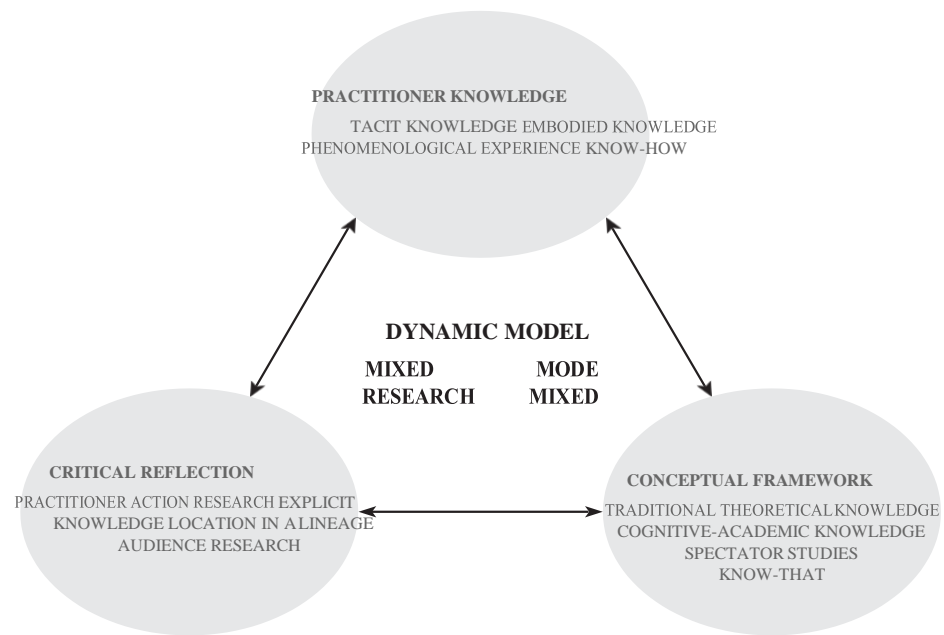 PRACTITIONER KNOWLEDGE
TACIT KNOWLEDGE EMBODIED KNOWLEDGE
PHENOMENOLOGICAL EXPERIENCE KNOW-HOW
DYNAMIC MODEL
MIXED MODE
RESEARCH MIXED
CRITICAL REFLECTION
PRACTITIONER ACTION RESEARCH EXPLICIT
KNOWLEDGE LOCATION IN A LINEAGE
AUDIENCE RESEARCH
CONCEPTUAL FRAMEWORK
TRADITIONAL THEORETICAL KNOWLEDGE
COGNITIVE-ACADEMIC KNOWLEDGE
SPECTATOR STUDIES
KNOW-THAT